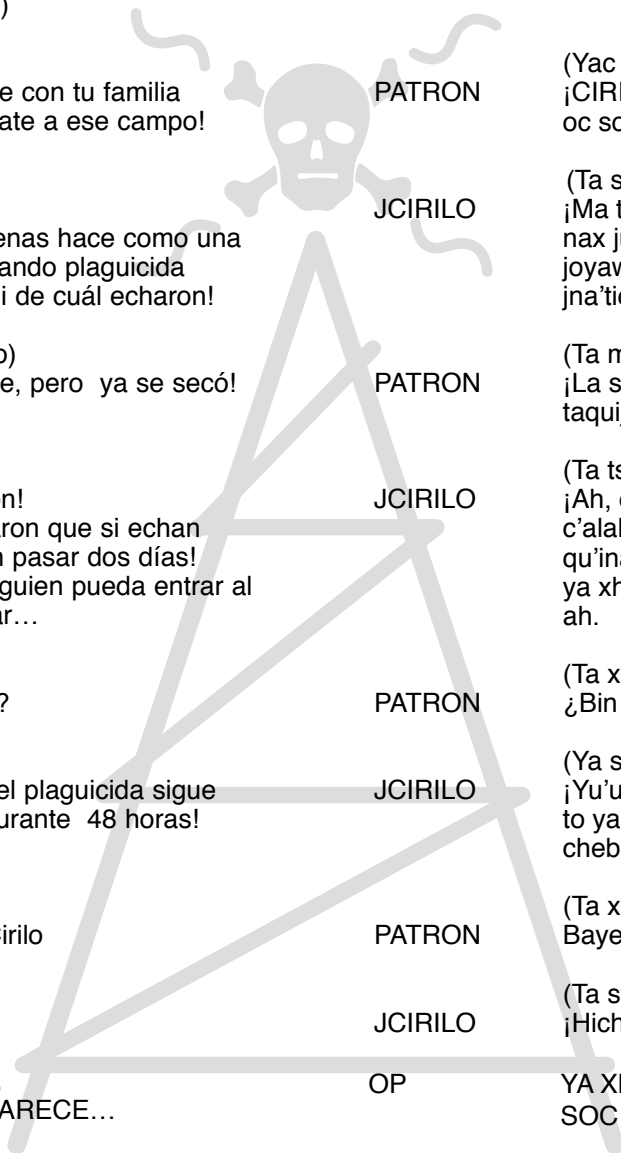 )
e con tu familia
ate a ese campo!
enas hace como una
ando plaguicida
i de cuál echaron!
o)
e, pero ya se secó!
n!
ron que si echan
n pasar dos días!
guien pueda entrar al
ar…
?
el plaguicida sigue
urante 48 horas!
irilo
ARECE…
PATRON
JCIRILO
PATRON
JCIRILO
PATRON
JCIRILO
PATRON
JCIRILO
OP
(Yac
¡CIRI
oc so
(Ta s
¡Ma t
nax ju
joyaw
jna’tic
(Ta m
¡La s
taquij
(Ta ts
¡Ah,
c’alal
qu’ina
ya xh
ah.
(Ta x
¿Bin
(Ya s
¡Yu’u
to ya
cheb
(Ta x
Baye
(Ta s
¡Hich
YA X
SOC